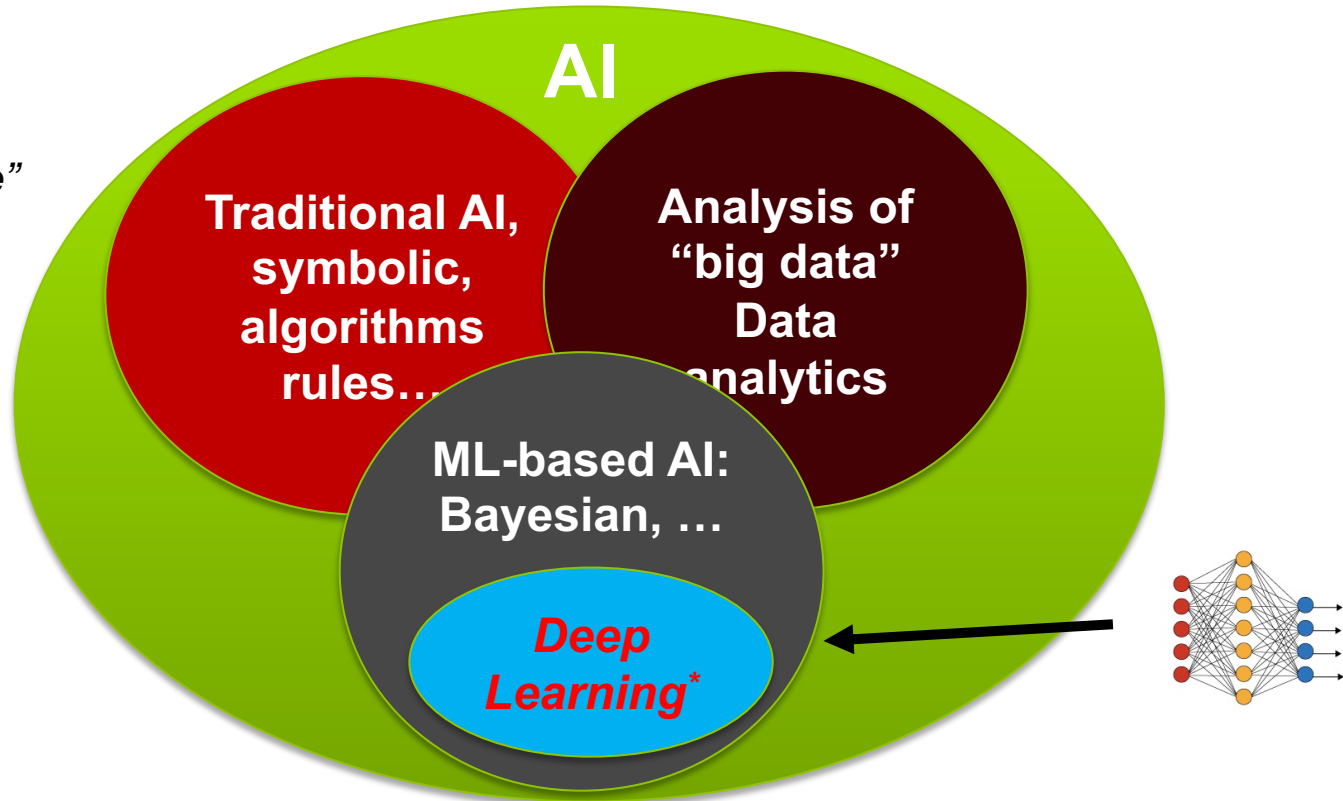 AI
e”
Traditional AI,
symbolic,
algorithms
rules…
Analysis of
“big data”
Data
analytics
ML-based AI:
Bayesian, …
Deep
Learning*